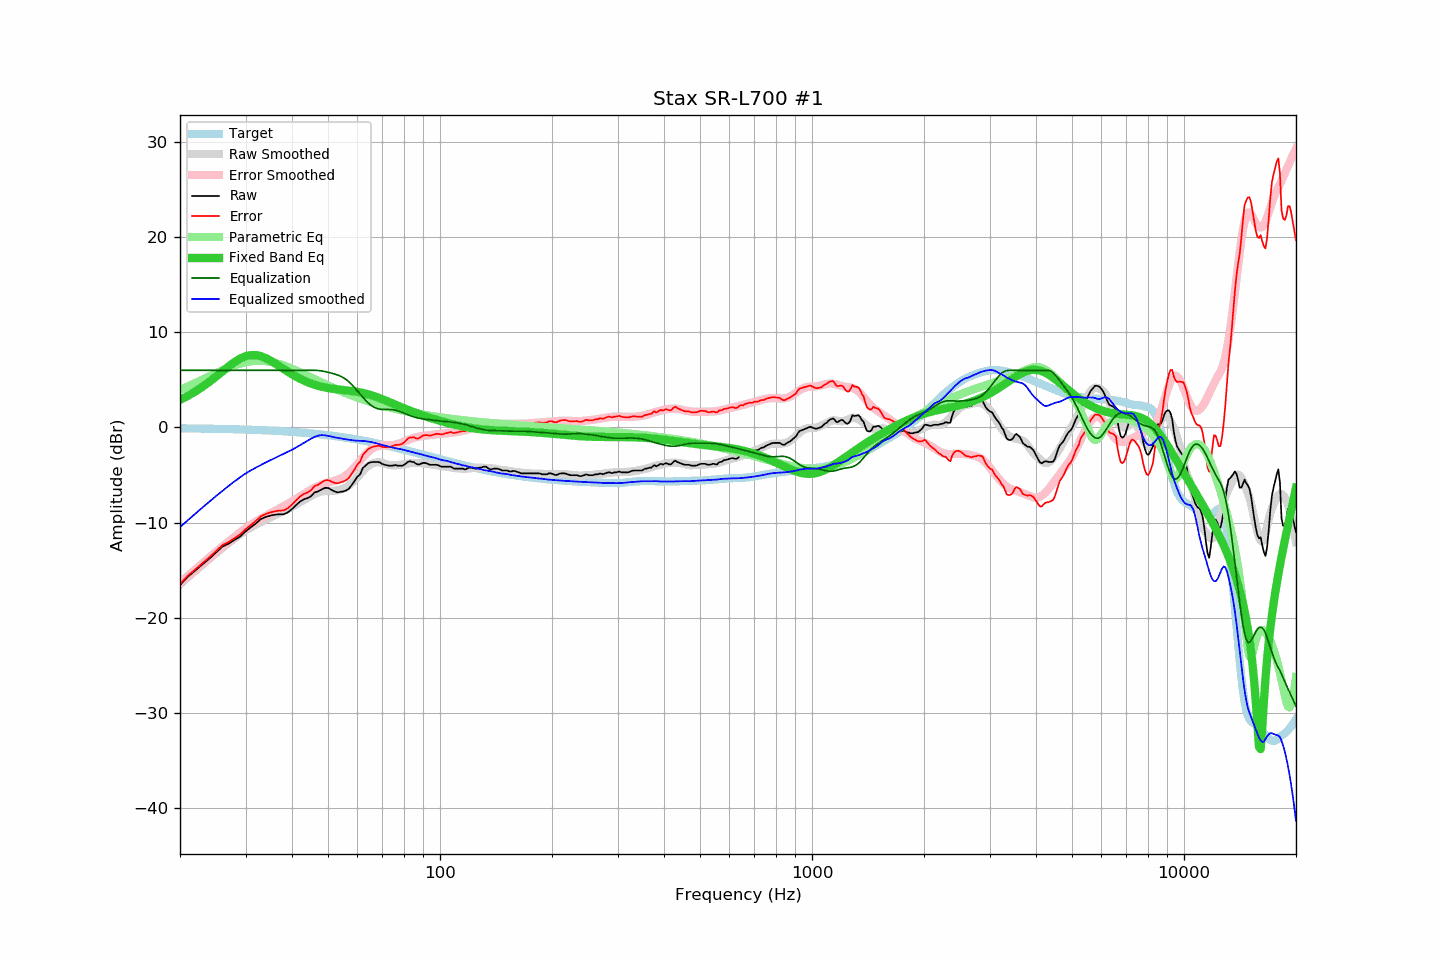 Stax SR-L700 #1
Target
Raw Smoothed
Error Smoothed
Raw
Error
Parametric Eq
Fixed Band Eq
Equalization
Equalized smoothed
30
20
10
0
−10
−20
−30
−40
Amplitude (dBr)
100 1000 10000
Frequency (Hz)